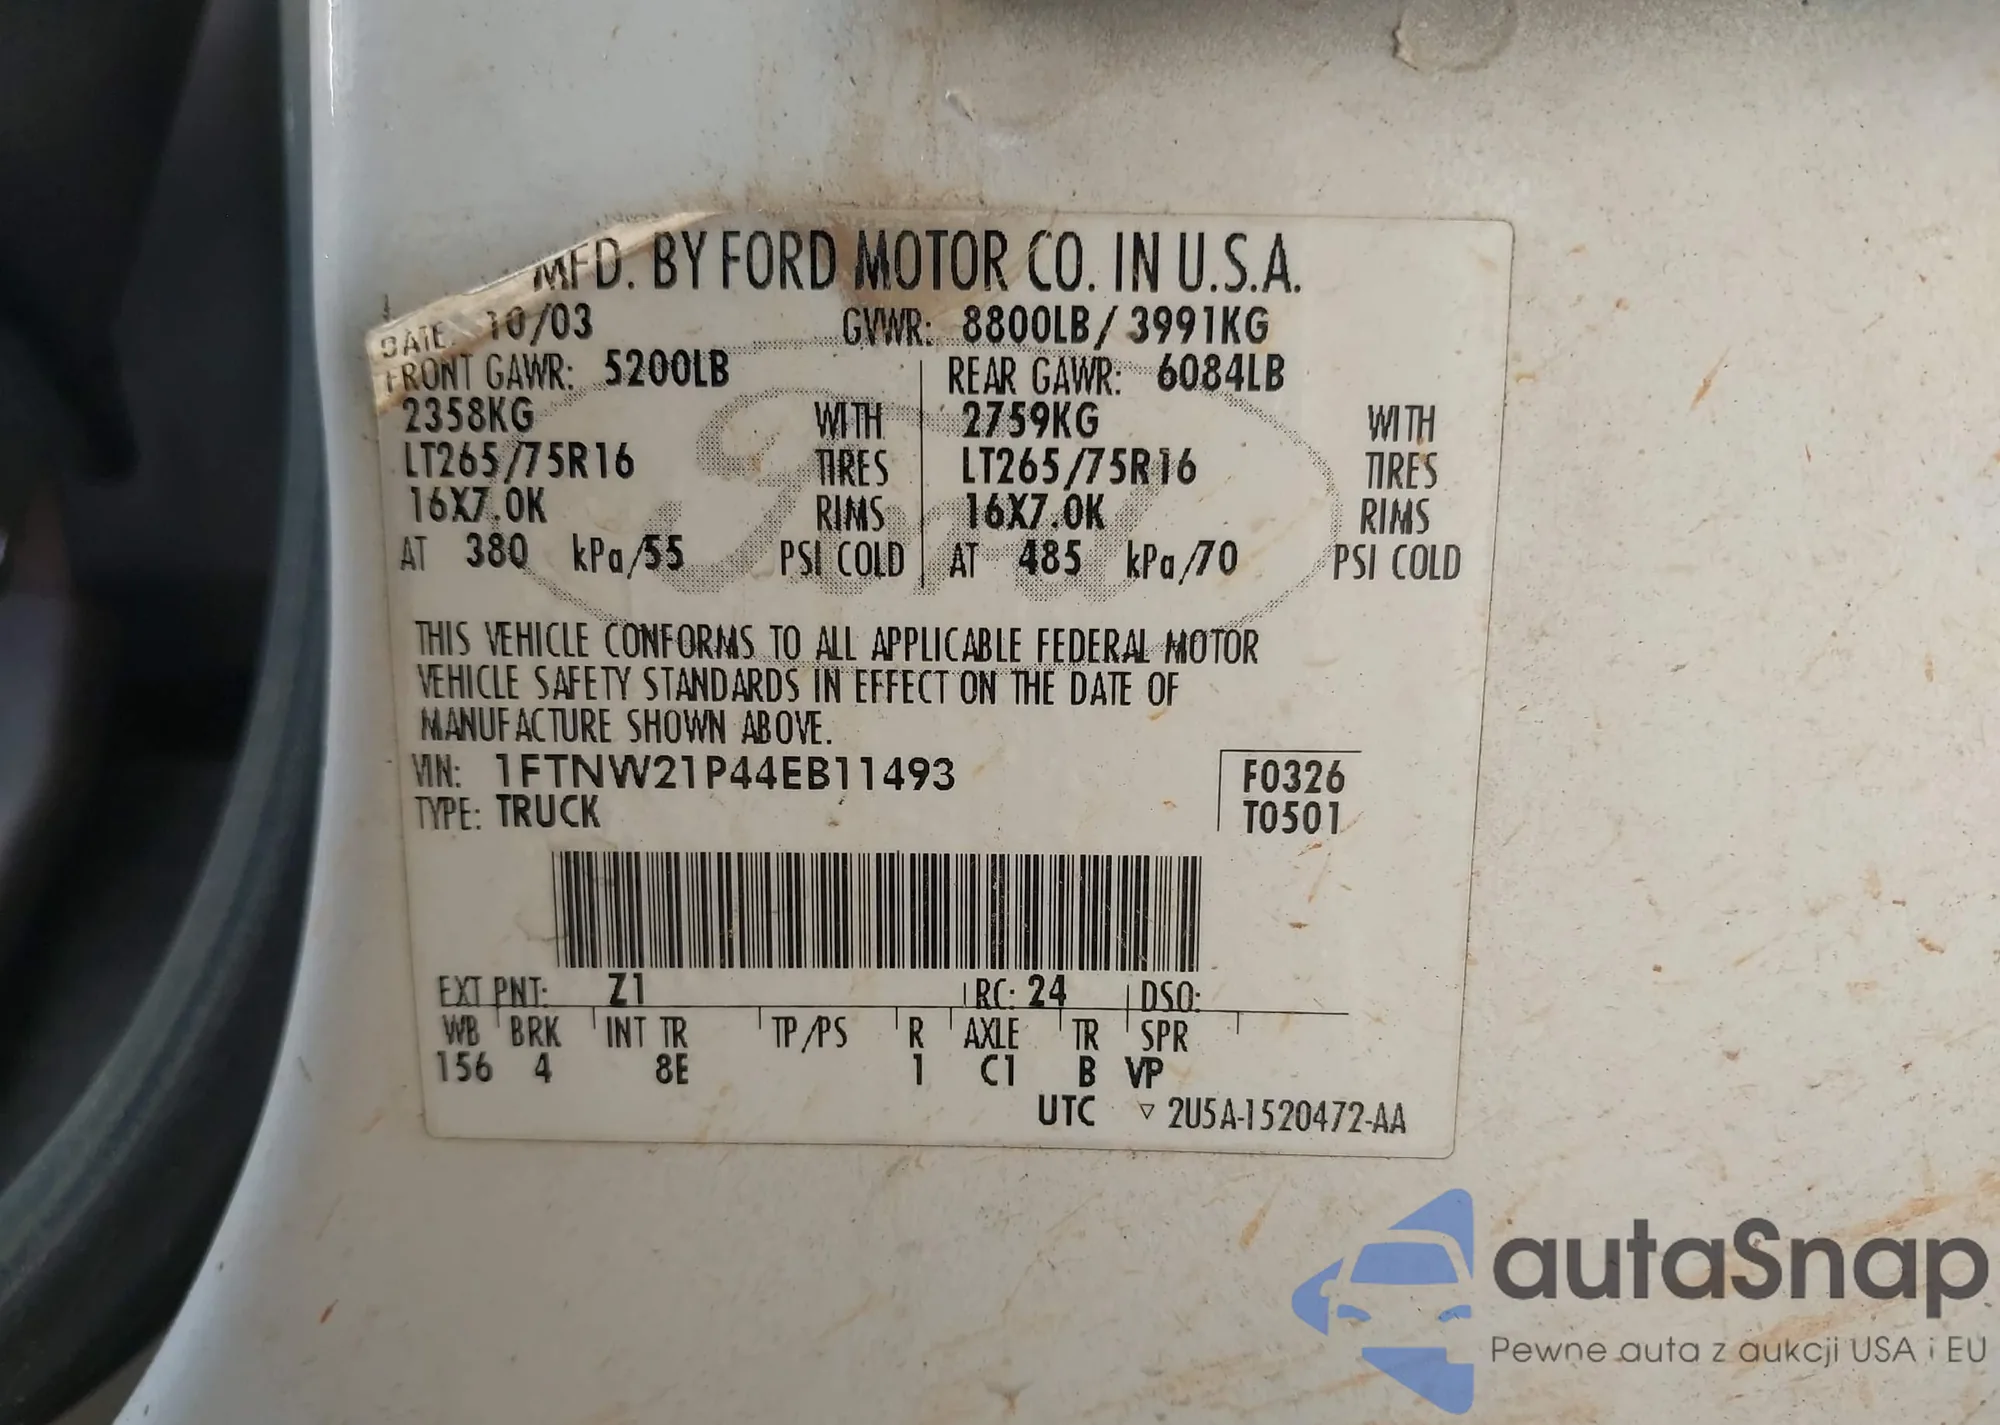 MFD. BY FORD MOTOR CO. IN U.S.A.
DATE: 10/03 GVWR: 8800LB / 3991KG
FRONT GAWR: 5200LB REAR GAWR: 6084LB
2358KG WITH 2759KG WITH
LT265/75R16 TIRES LT265/75R16 TIRES
16X7.0K RIMS 16X7.0K RIMS
AT 380 kPa/55 PSI COLD AT 485 kPa/70 PSI COLD
THIS VEHICLE CONFORMS TO ALL APPLICABLE FEDERAL MOTOR
VEHICLE SAFETY STANDARDS IN EFFECT ON THE DATE OF
MANUFACTURE SHOWN ABOVE.
VIN: 1FTNW21P44EB11493 F0326
TYPE: TRUCK T0501
EXT PNT: Z1 RC: 24 DSO:
WB BRK INT TR TP/PS R AXLE TR SPR
156 4 8E 1 C1 B VP
UTC ▽ 2U5A-1520472-AA
autaSnap
Pewne auta z aukcji USA i EU